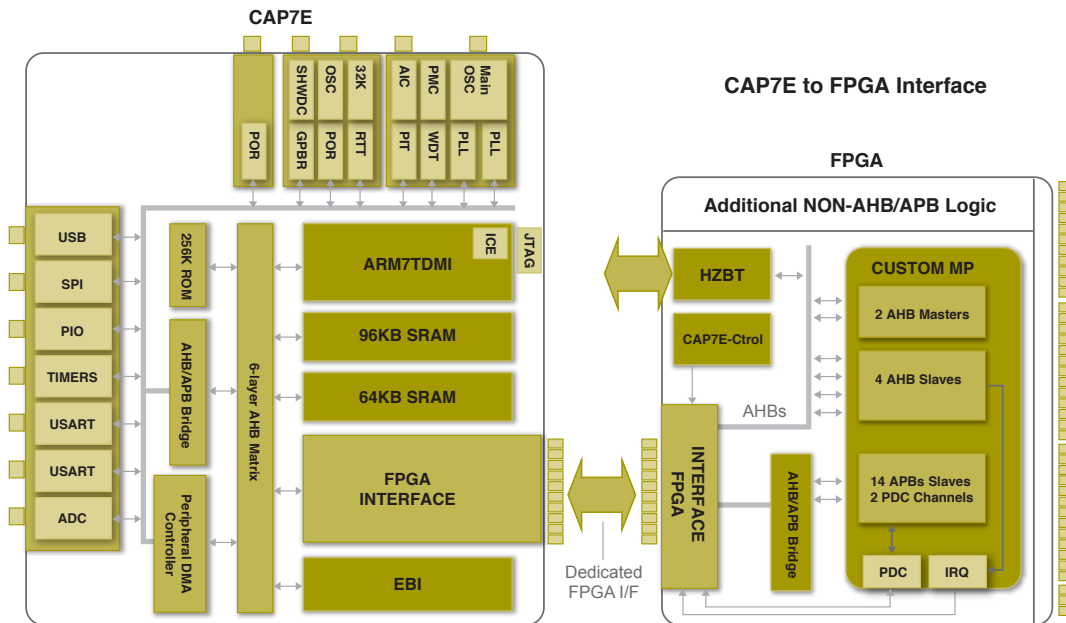 CAP7E
SHWDC
OSC
32K
AIC
PMC
Main
OSC
POR
GPBR
POR
RTT
PIT
WDT
PLL
PLL
CAP7E to FPGA Interface
FPGA
Additional NON-AHB/APB Logic
USB
SPI
PIO
TIMERS
USART
USART
ADC
256K ROM
AHB/APB Bridge
Peripheral DMA
Controller
6-layer AHB Matrix
ICE
JTAG
ARM7TDMI
96KB SRAM
64KB SRAM
FPGA
INTERFACE
EBI
Dedicated
FPGA I/F
HZBT
CAP7E-Ctrol
AHBs
INTERFACE
FPGA
AHB/APB Bridge
CUSTOM MP
2 AHB Masters
4 AHB Slaves
14 APBs Slaves
2 PDC Channels
PDC
IRQ